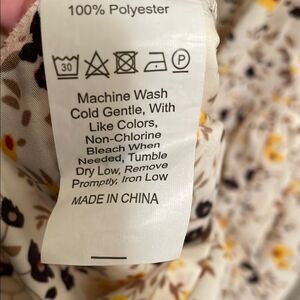 100% Polyester
30 P
Machine Wash
Cold Gentle, With
Like Colors,
Non-Chlorine
Bleach When
Needed, Tumble
Dry Low, Remove
Promptly, Iron Low
MADE IN CHINA